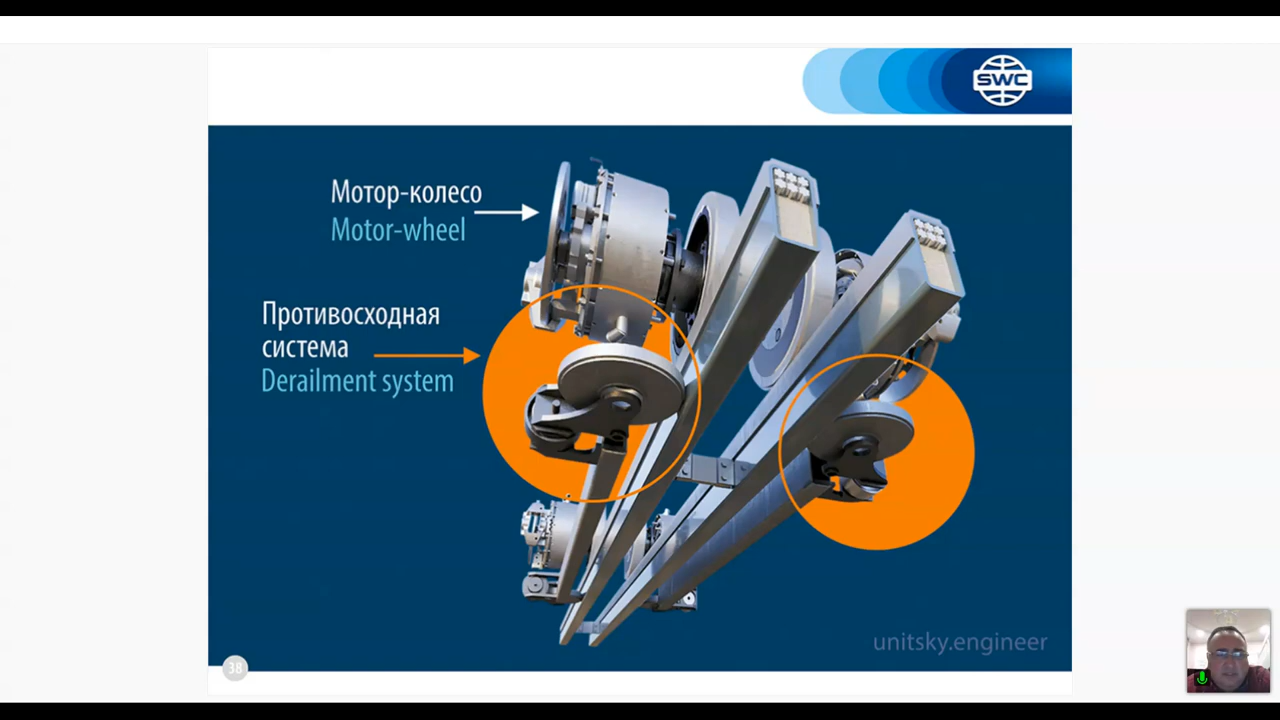 SWC
Мотор-колесо
Motor-wheel
Противосходная
система
Derailment system
unitsky.engineer
38